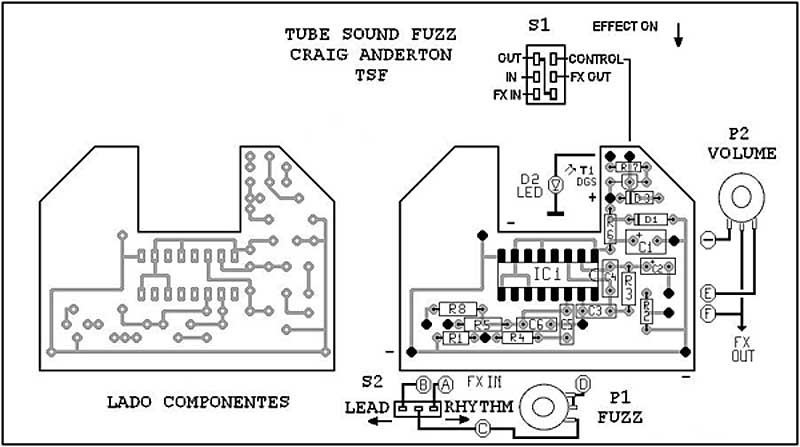 TUBE SOUND FUZZ
CRAIG ANDERTON
TSF
S1
EFFECT ON
OUT
CONTROL
IN
FX OUT
FX IN
P2
VOLUME
D2
LED
T1
DGS
+
R7
D3
-
R6
D1
+
C1
IC1
C4
+
C2
R3
R2
R8
R5
C6
C5
C3
R1
R4
-
-
-
E
F
FX
OUT
LADO COMPONENTES
S2
B
A
FX IN
D
LEAD
RHYTHM
P1
FUZZ
C